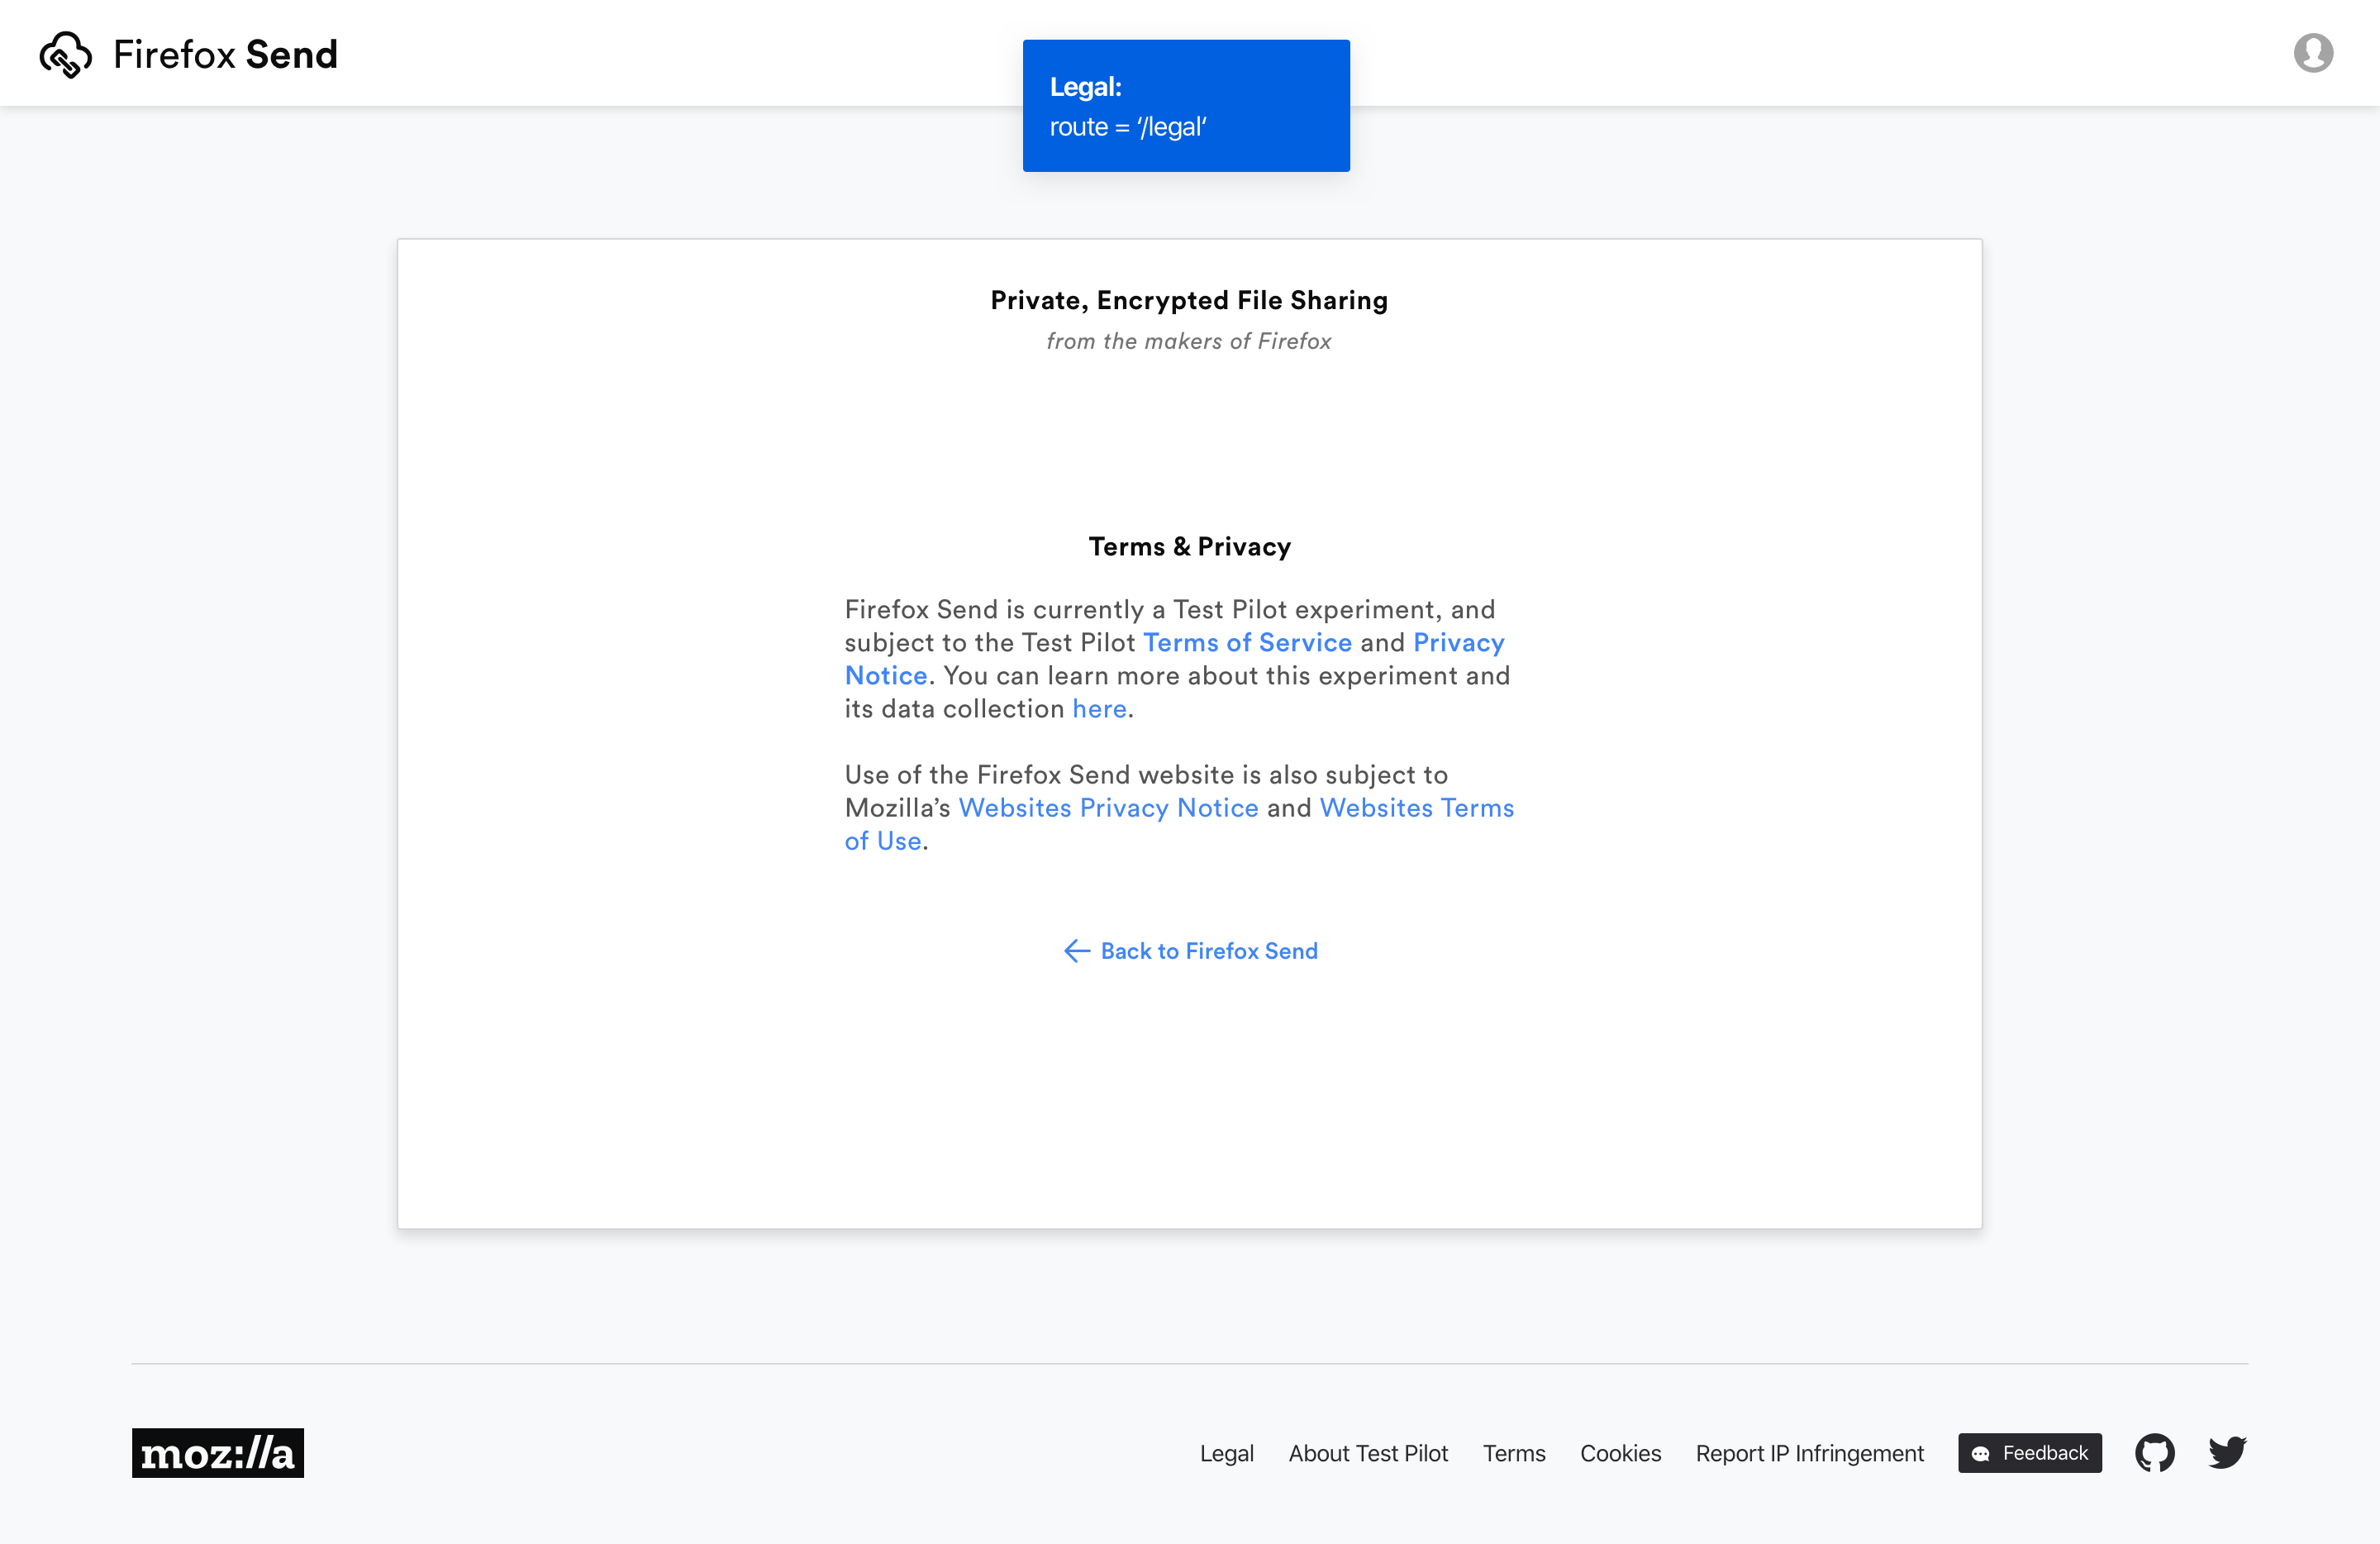 Firefox Send
Legal:
route = ‘/legal‘
Private, Encrypted File Sharing
from the makers of Firefox
Terms & Privacy
Firefox Send is currently a Test Pilot experiment, and
subject to the Test Pilot Terms of Service and Privacy
Notice. You can learn more about this experiment and
its data collection here.
Use of the Firefox Send website is also subject to
Mozilla’s Websites Privacy Notice and Websites Terms
of Use.
Back to Firefox Send
moz://a
Legal About Test Pilot Terms Cookies Report IP Infringement Feedback